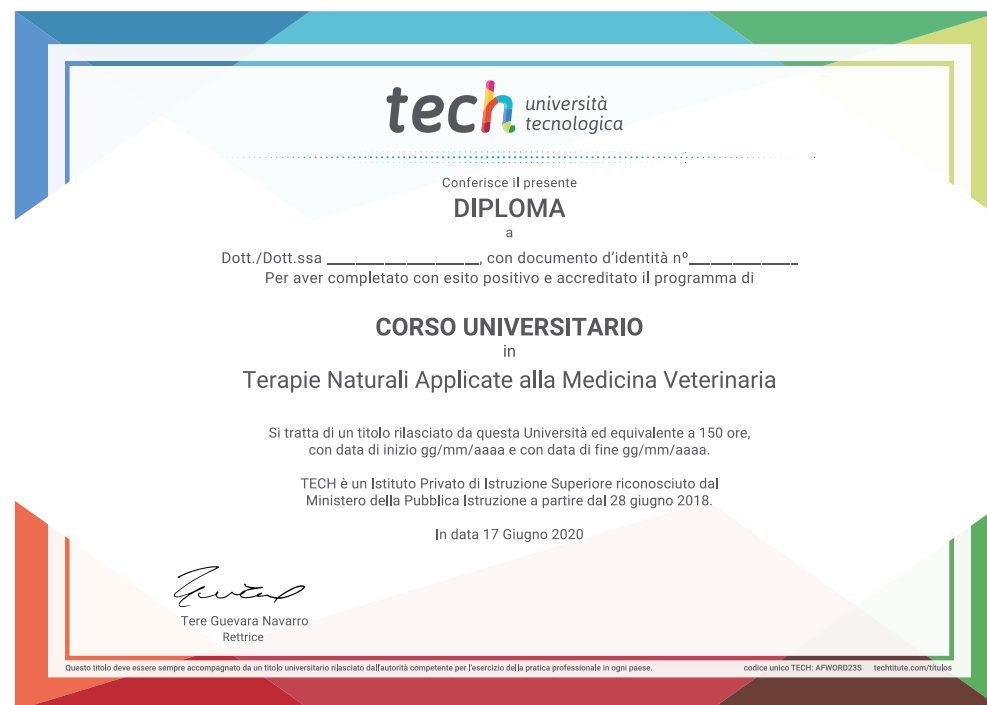 tech università
tecnologica
Conferisce il presente
DIPLOMA
a
Dott./Dott.ssa ____________________, con documento d'identità nº______________
Per aver completato con esito positivo e accreditato il programma di
CORSO UNIVERSITARIO
in
Terapie Naturali Applicate alla Medicina Veterinaria
Si tratta di un titolo rilasciato da questa Università ed equivalente a 150 ore,
con data di inizio gg/mm/aaaa e con data di fine gg/mm/aaaa.
TECH è un Istituto Privato di Istruzione Superiore riconosciuto dal
Ministero della Pubblica Istruzione a partire dal 28 giugno 2018.
In data 17 Giugno 2020
Tere Guevara Navarro
Rettrice
Questo titolo deve essere sempre accompagnato da un titolo universitario rilasciato dall'autorità competente per l'esercizio della pratica professionale in ogni paese. codice unico TECH: AFWORD23S techtitute.com/títulos